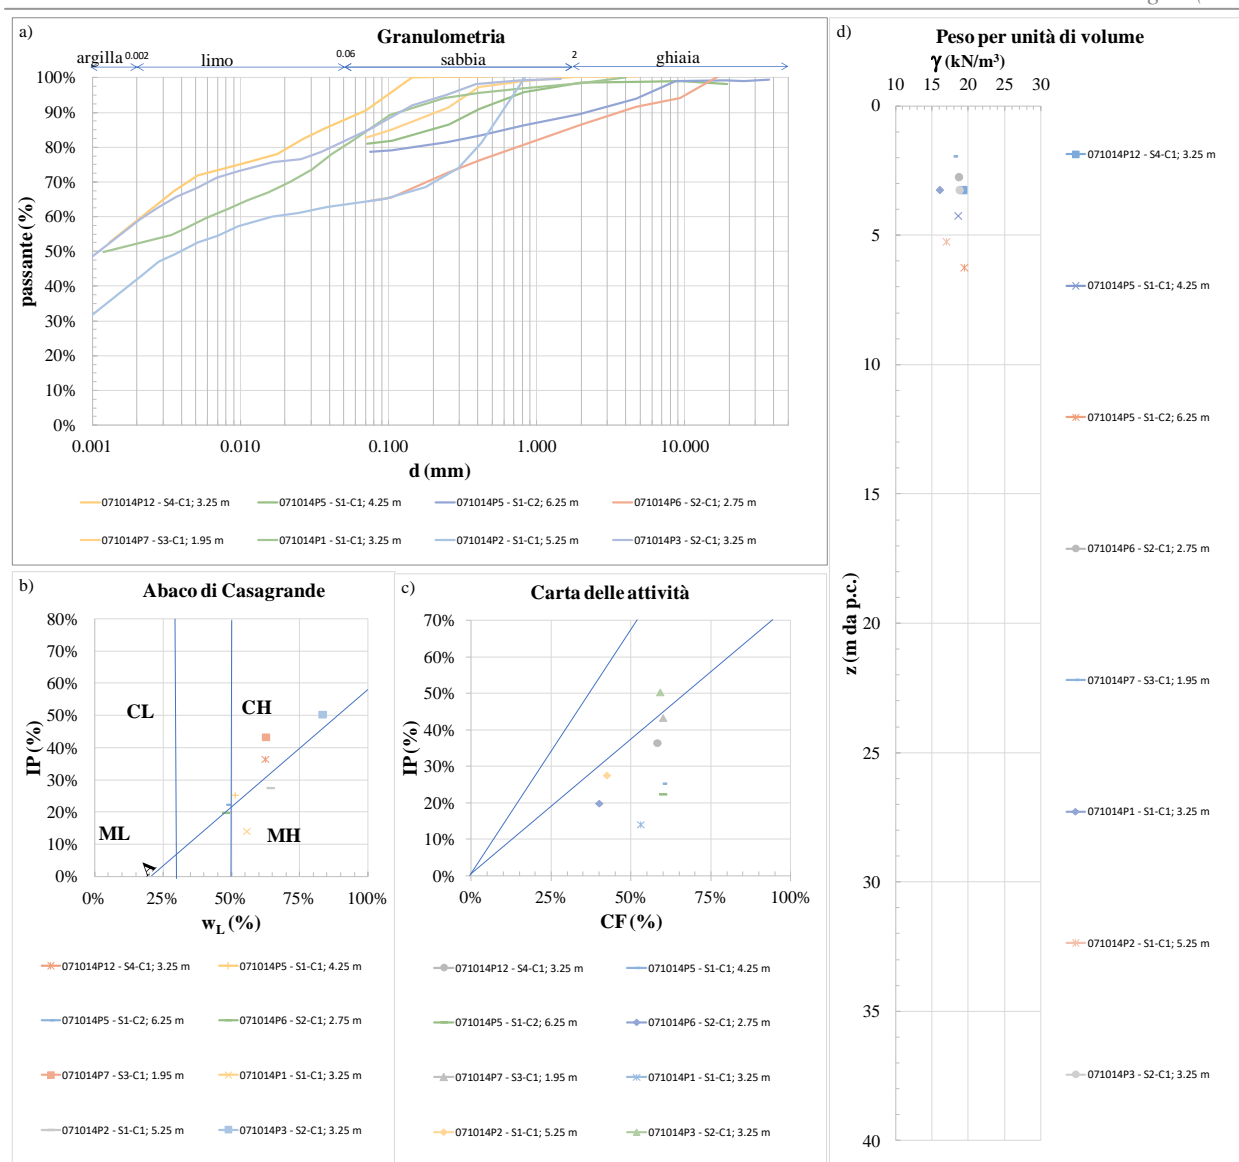 a)
Granulometria
argilla 0.002 limo 0.06 sabbia 2 ghiaia
100%
90%
80%
70%
60%
50%
40%
30%
20%
10%
0%
passante (%)
0.001 0.010 0.100 1.000 10.000
d (mm)
071014P12 - S4-C1; 3.25 m 071014P5 - S1-C1; 4.25 m 071014P5 - S1-C2; 6.25 m 071014P6 - S2-C1; 2.75 m
071014P7 - S3-C1; 1.95 m 071014P1 - S1-C1; 3.25 m 071014P2 - S1-C1; 5.25 m 071014P3 - S2-C1; 3.25 m
b)
Abaco di Casagrande
80%
70%
60%
50%
40%
30%
20%
10%
0%
IP (%)
CL
CH
ML
MH
A
0% 25% 50% 75% 100%
wL (%)
071014P12 - S4-C1; 3.25 m 071014P5 - S1-C1; 4.25 m
071014P5 - S1-C2; 6.25 m 071014P6 - S2-C1; 2.75 m
071014P7 - S3-C1; 1.95 m 071014P1 - S1-C1; 3.25 m
071014P2 - S1-C1; 5.25 m 071014P3 - S2-C1; 3.25 m
c)
Carta delle attività
70%
60%
50%
40%
30%
20%
10%
0%
IP (%)
0% 25% 50% 75% 100%
CF (%)
071014P12 - S4-C1; 3.25 m 071014P5 - S1-C1; 4.25 m
071014P5 - S1-C2; 6.25 m 071014P6 - S2-C1; 2.75 m
071014P7 - S3-C1; 1.95 m 071014P1 - S1-C1; 3.25 m
071014P2 - S1-C1; 5.25 m 071014P3 - S2-C1; 3.25 m
d)
Peso per unità di volume
γ (kN/m³)
10 15 20 25 30
0
5
10
15
20
25
30
35
40
z (m da p.c.)
071014P12 - S4-C1; 3.25 m
071014P5 - S1-C1; 4.25 m
071014P5 - S1-C2; 6.25 m
071014P6 - S2-C1; 2.75 m
071014P7 - S3-C1; 1.95 m
071014P1 - S1-C1; 3.25 m
071014P2 - S1-C1; 5.25 m
071014P3 - S2-C1; 3.25 m